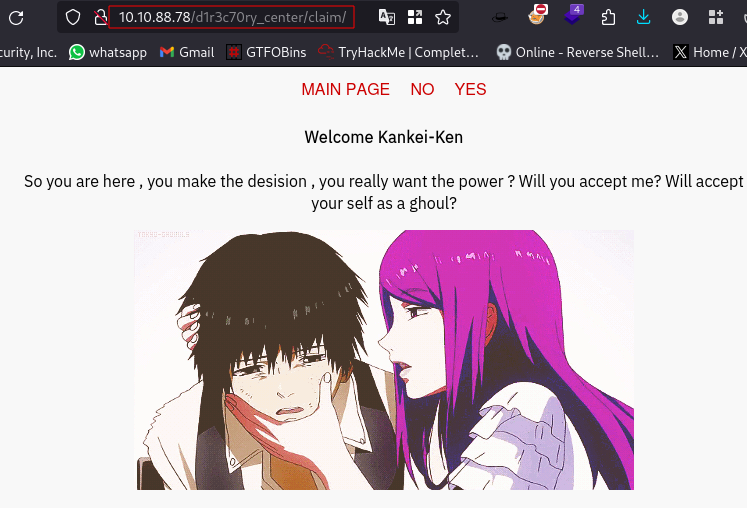 10.10.88.78/d1r3c70ry_center/claim/
4
curity, Inc. whatsapp Gmail GTFOBins TryHackMe | Complet… Online - Reverse Shell… Home / X
MAIN PAGE NO YES
Welcome Kankei-Ken
So you are here , you make the desision , you really want the power ? Will you accept me? Will accept
your self as a ghoul?